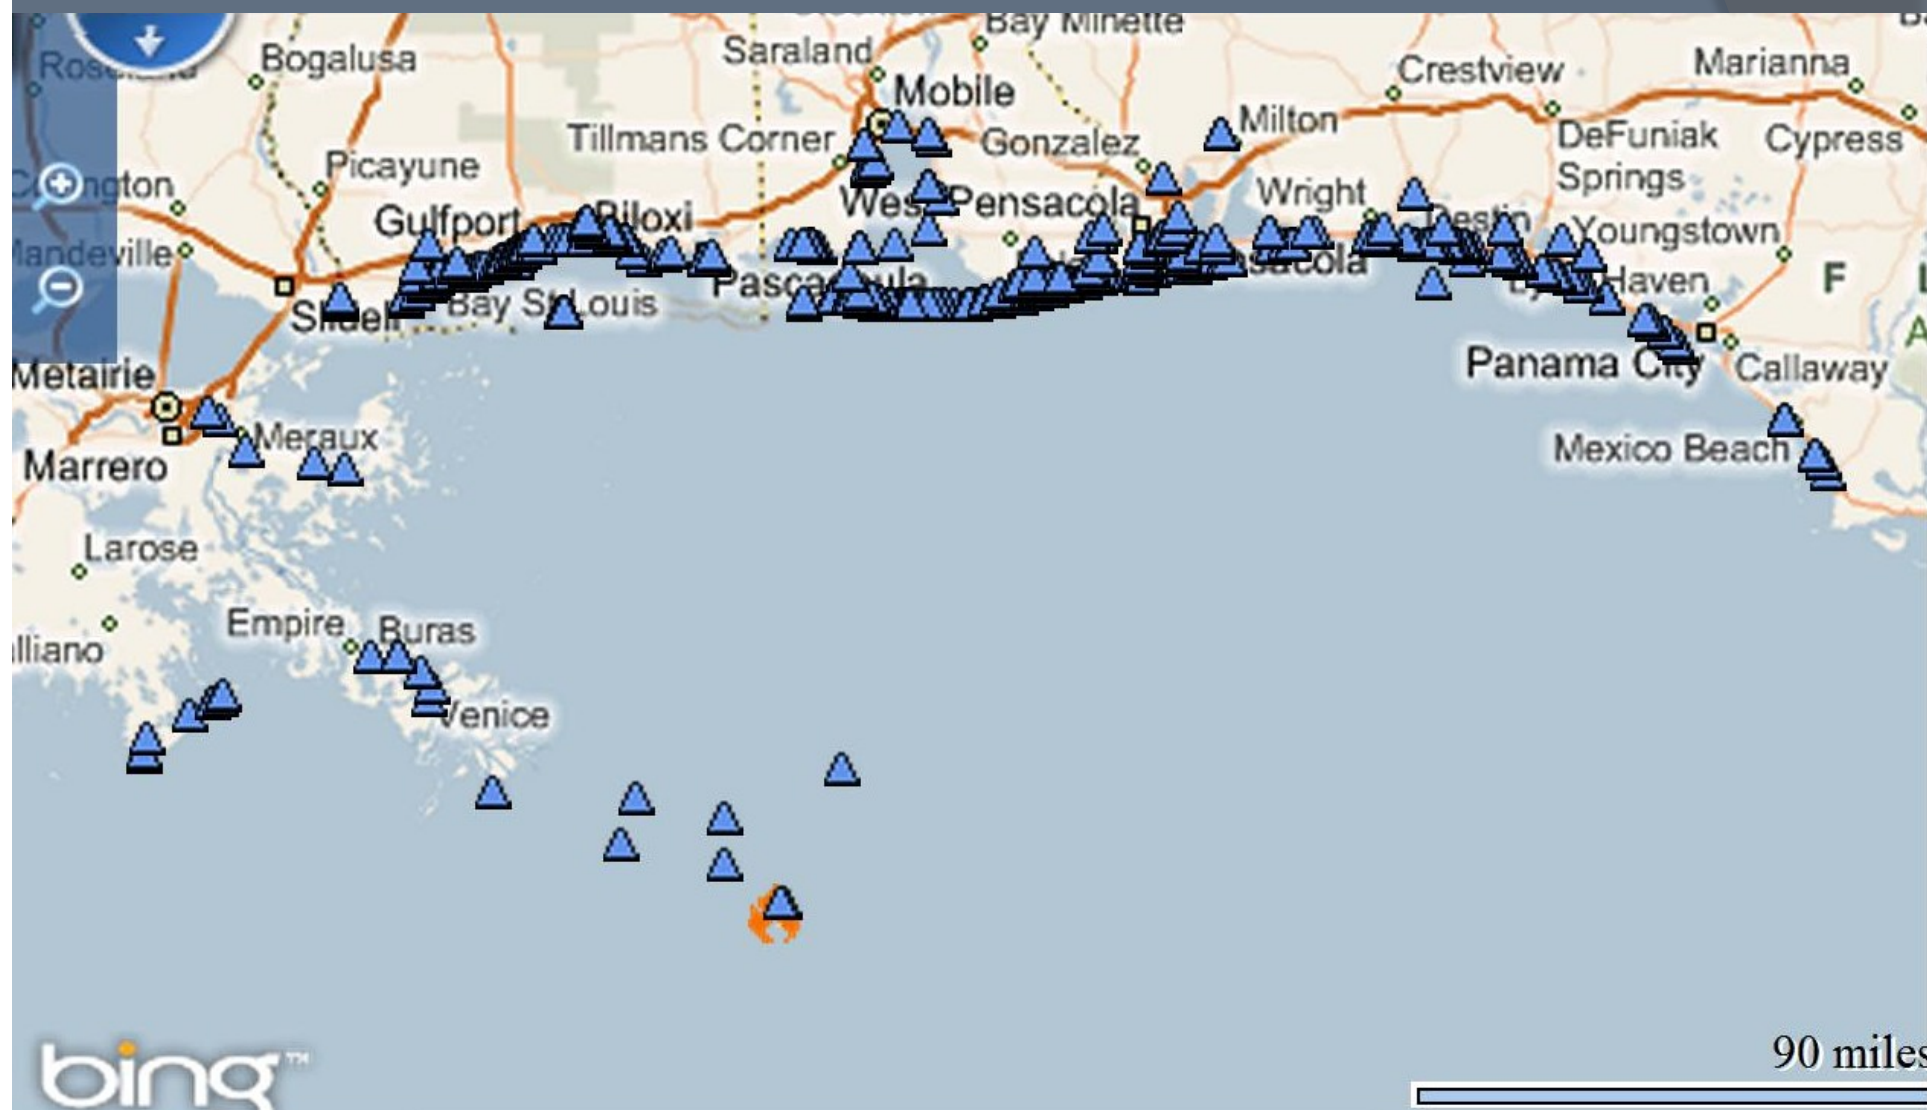 Bay Minette
Saraland
Bogalusa
Crestview
Marianna
Mobile
Milton
Tillmans Corner
Gonzalez
DeFuniak
Springs
Cypress
Picayune
Wright
Pensacola
Gulfport
Biloxi
Youngstown
Mandeville
F
Haven
Bay St Louis
Slidell
Metairie
Panama City
Callaway
Meraux
Marrero
Mexico Beach
Larose
Empire
Buras
lliano
Venice
bing™
90 miles